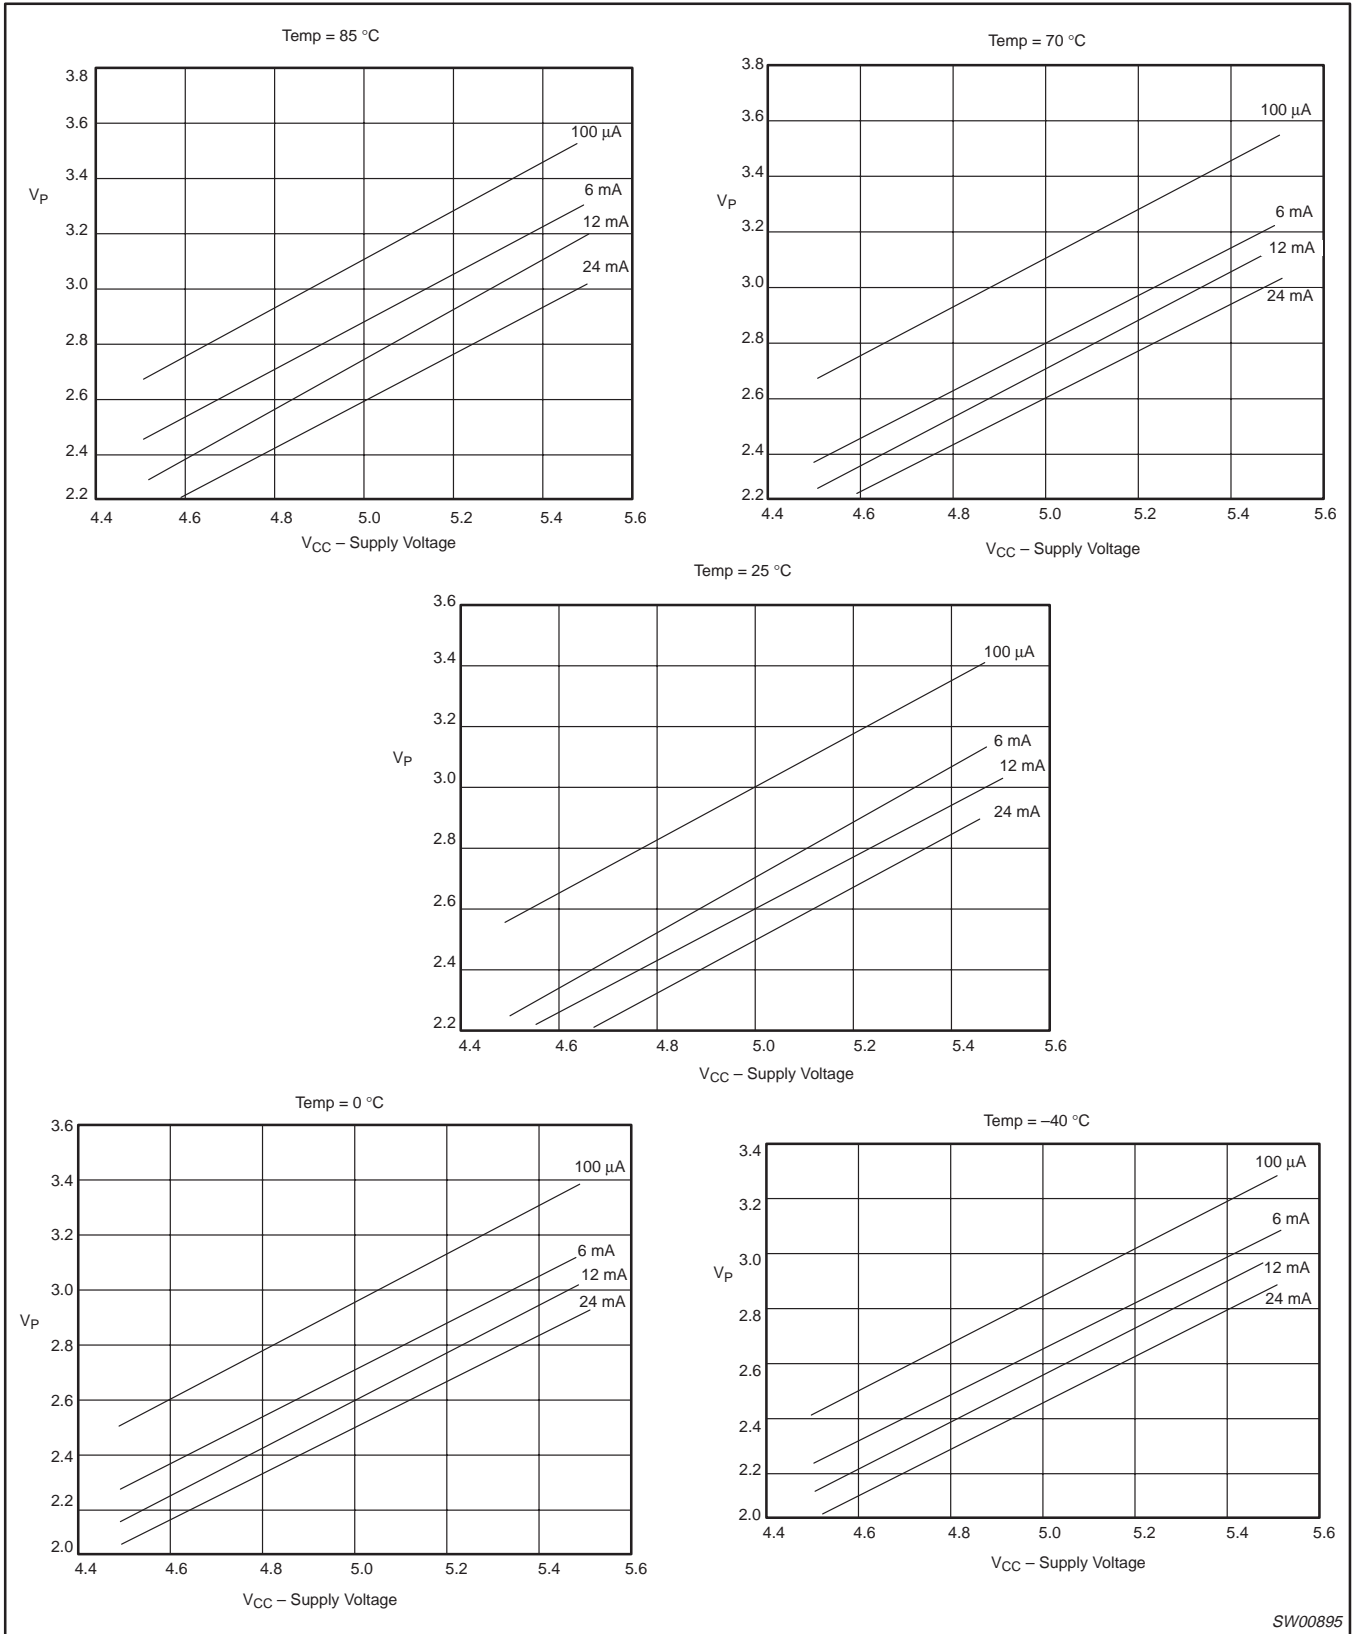 Temp = 85 °C
3.8
3.6
3.4
3.2
3.0
2.8
2.6
2.4
2.2
VP
100 µA
6 mA
12 mA
24 mA
4.4 4.6 4.8 5.0 5.2 5.4 5.6
VCC – Supply Voltage
Temp = 70 °C
3.8
3.6
3.4
3.2
3.0
2.8
2.6
2.4
2.2
VP
100 µA
6 mA
12 mA
24 mA
4.4 4.6 4.8 5.0 5.2 5.4 5.6
VCC – Supply Voltage
Temp = 25 °C
3.6
3.4
3.2
3.0
2.8
2.6
2.4
2.2
VP
100 µA
6 mA
12 mA
24 mA
4.4 4.6 4.8 5.0 5.2 5.4 5.6
VCC – Supply Voltage
Temp = 0 °C
3.6
3.4
3.2
3.0
2.8
2.6
2.4
2.2
2.0
VP
100 µA
6 mA
12 mA
24 mA
4.4 4.6 4.8 5.0 5.2 5.4 5.6
VCC – Supply Voltage
Temp = –40 °C
3.4
3.2
3.0
2.8
2.6
2.4
2.2
2.0
VP
100 µA
6 mA
12 mA
24 mA
4.4 4.6 4.8 5.0 5.2 5.4 5.6
VCC – Supply Voltage
SW00895